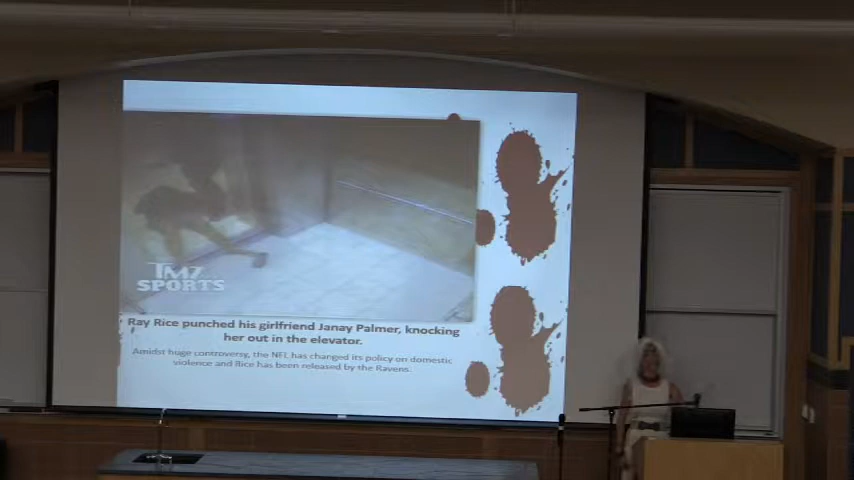 TMZ
SPORTS
Ray Rice punched his girlfriend Janay Palmer, knocking
her out in the elevator.
Amidst huge controversy, the NFL has changed its policy on domestic
violence and Rice has been released by the Ravens.